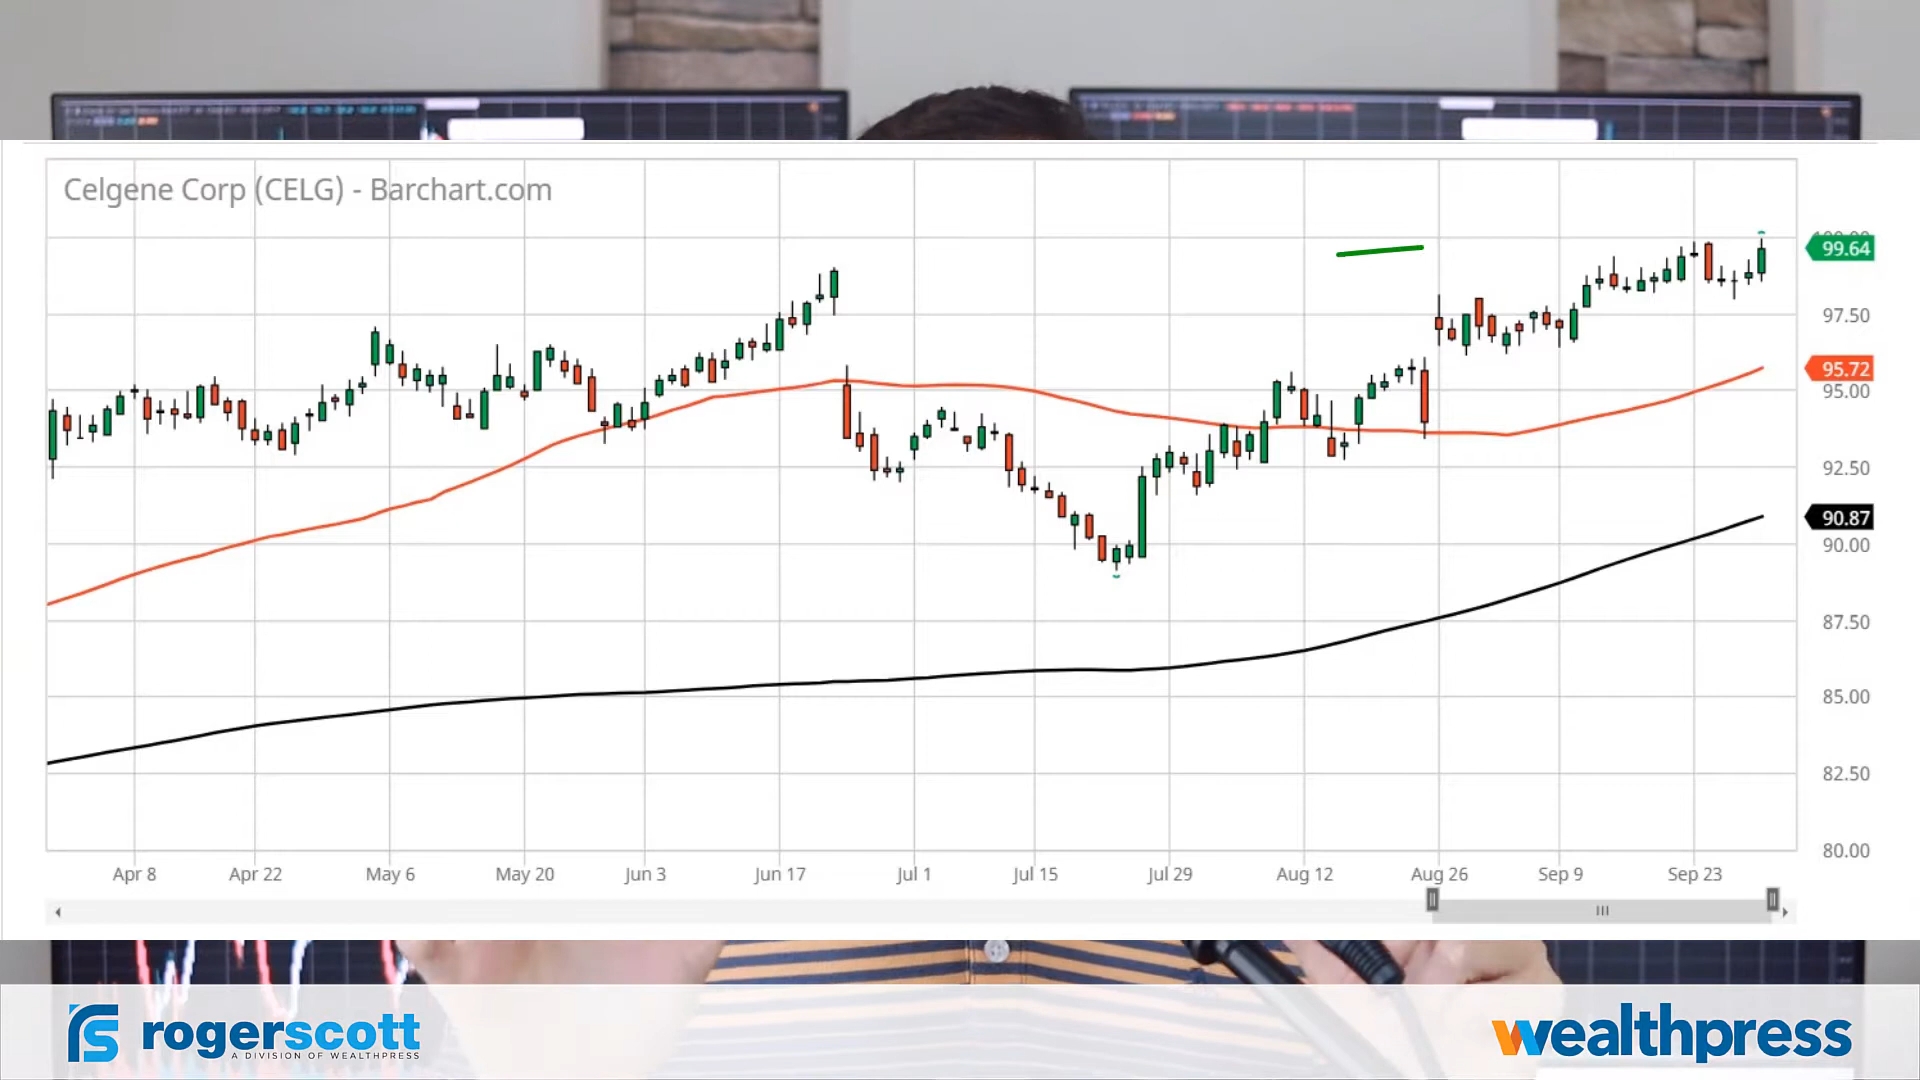 Celgene Corp (CELG) - Barchart.com
99.64
97.50
95.72
95.00
92.50
90.87
90.00
87.50
85.00
82.50
80.00
Apr 8 Apr 22 May 6 May 20 Jun 3 Jun 17 Jul 1 Jul 15 Jul 29 Aug 12 Aug 26 Sep 9 Sep 23
rogerscott
A DIVISION OF WEALTHPRESS
wealthpress